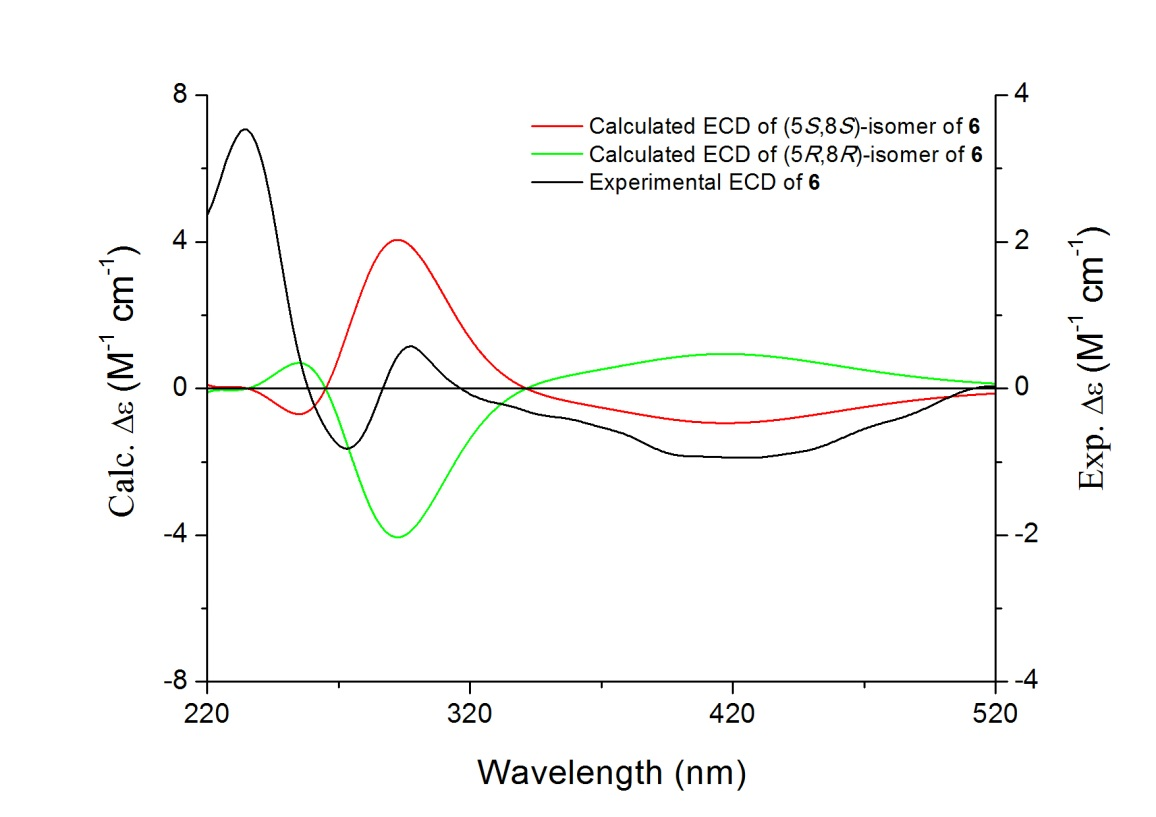 8
4
0
-4
-8
Calc. Δε (M⁻¹ cm⁻¹)
Calculated ECD of (5S,8S)-isomer of 6
Calculated ECD of (5R,8R)-isomer of 6
Experimental ECD of 6
4
2
0
-2
-4
Exp. Δε (M⁻¹ cm⁻¹)
220
320
420
520
Wavelength (nm)